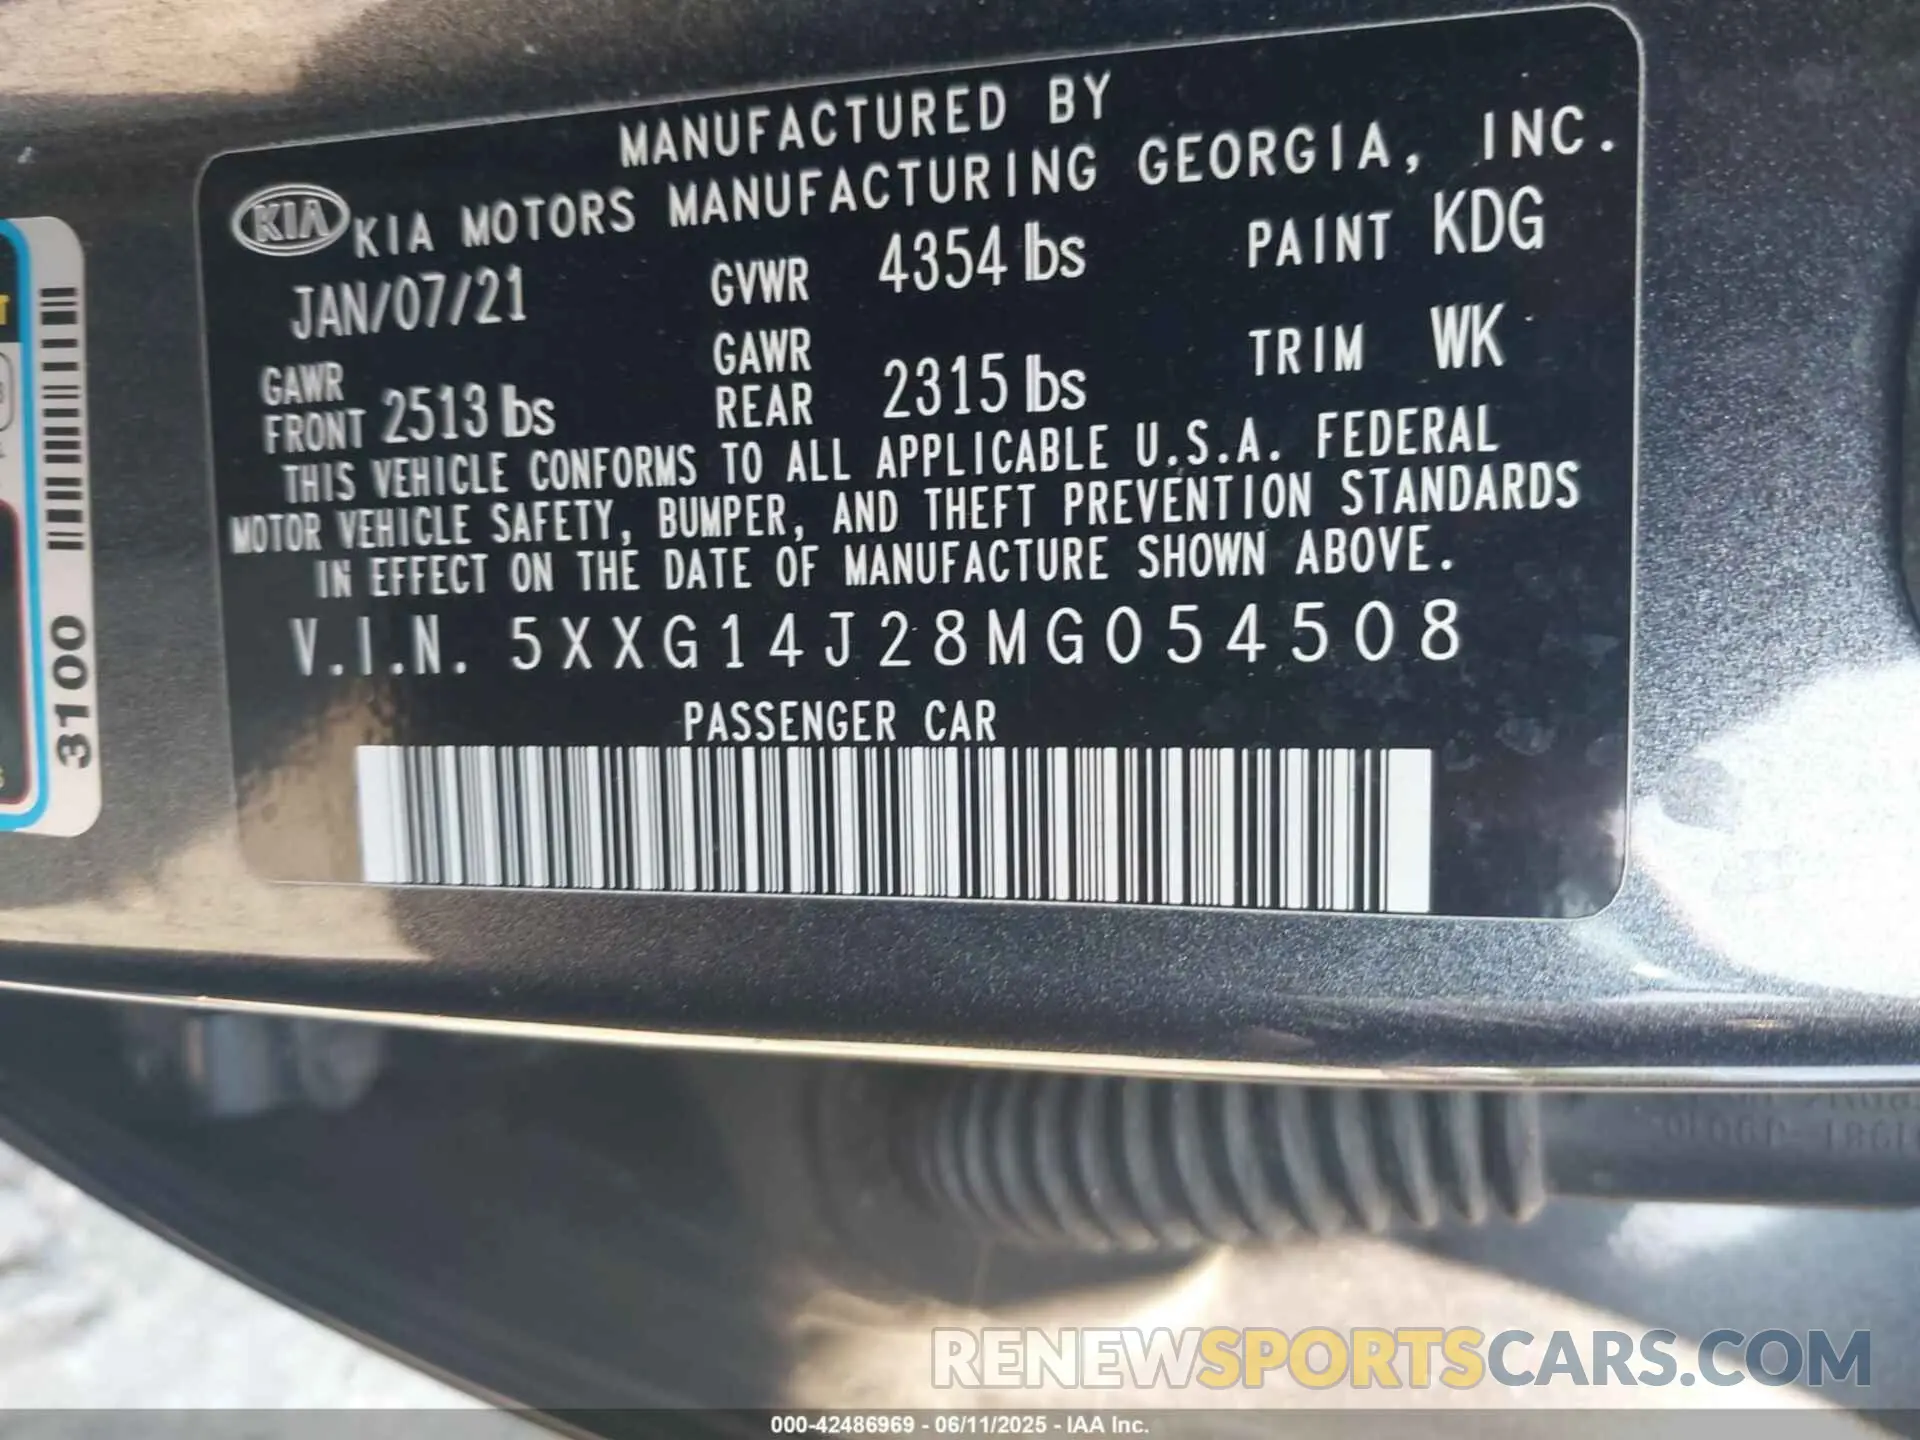 MANUFACTURED BY
KIA KIA MOTORS MANUFACTURING GEORGIA, INC.
JAN/07/21 GVWR 4354 lbs PAINT KDG
GAWR FRONT 2513 lbs GAWR REAR 2315 lbs TRIM WK
THIS VEHICLE CONFORMS TO ALL APPLICABLE U.S.A. FEDERAL
MOTOR VEHICLE SAFETY, BUMPER, AND THEFT PREVENTION STANDARDS
IN EFFECT ON THE DATE OF MANUFACTURE SHOWN ABOVE.
V.I.N. 5XXG14J28MG054508
PASSENGER CAR
3100
RENEWSPORTSCARS.COM
000-42486969 - 06/11/2025 - IAA Inc.